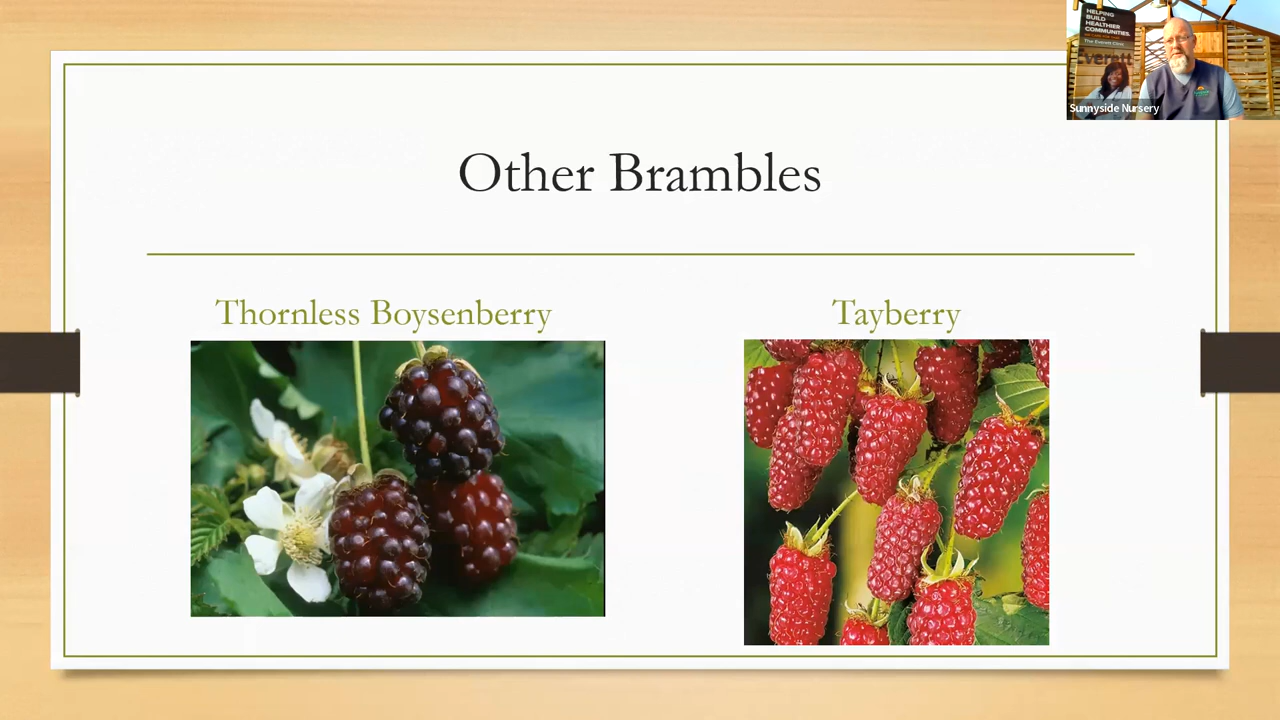 HELPING
BUILD
HEALTHIER
COMMUNITIES.
The Everett Clinic
Everett
Sunnyside Nursery
Other Brambles
Thornless Boysenberry
Tayberry